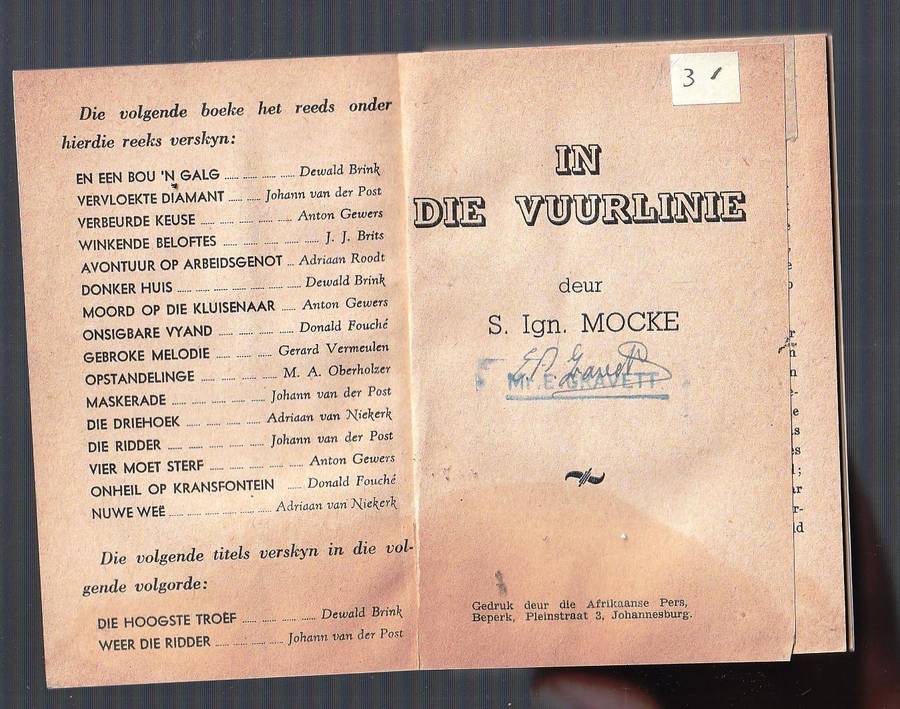 Die volgende boeke het reeds onder
hierdie reeks verskyn:
EN EEN BOU 'N GALG ... Dewald Brink
VERVLOEKTE DIAMANT ... Johann van der Post
VERBEURDE KEUSE ... Anton Gewers
WINKENDE BELOFTES ... J. J. Brits
AVONTUUR OP ARBEIDSGENOT ... Adriaan Roodt
DONKER HUIS ... Dewald Brink
MOORD OP DIE KLUISENAAR ... Anton Gewers
ONSIGBARE VYAND ... Donald Fouché
GEBROKE MELODIE ... Gerard Vermeulen
OPSTANDELINGE ... M. A. Oberholzer
MASKERADE ... Johann van der Post
DIE DRIEHOEK ... Adriaan van Niekerk
DIE RIDDER ... Johann van der Post
VIER MOET STERF ... Anton Gewers
ONHEIL OP KRANSFONTEIN ... Donald Fouché
NUWE WEË ... Adriaan van Niekerk
Die volgende titels verskyn in die vol-
gende volgorde:
DIE HOOGSTE TROËF ... Dewald Brink
WEER DIE RIDDER ... Johann van der Post
3
IN
DIE VUURLINIE
deur
S. Ign. MOCKE
Gravett
Mr. E. GRAVETT
Gedruk deur die Afrikaanse Pers,
Beperk, Pleinstraat 3, Johannesburg.